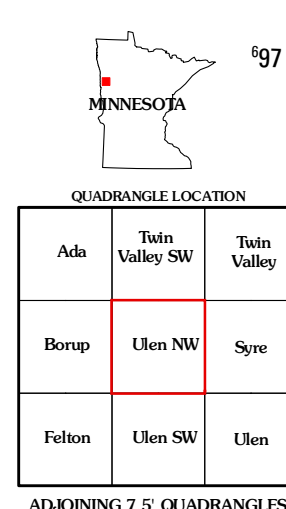 ⁶97
MINNESOTA
QUADRANGLE LOCATION
Ada
Twin
Valley SW
Twin
Valley
Borup
Ulen NW
Syre
Felton
Ulen SW
Ulen
ADJOINING 7.5' QUADRANGLES